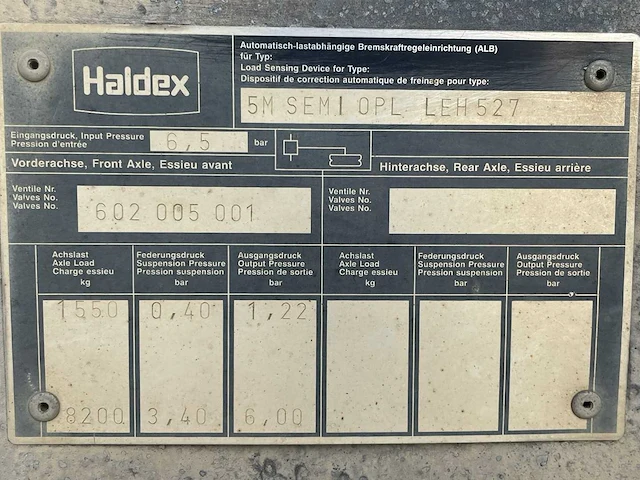 Haldex
Automatisch-lastabhängige Bremskraftregeleinrichtung (ALB)
für Typ:
Load Sensing Device for Type:
Dispositif de correction automatique de freinage pour type:
5M SEMI OPL LEH527
Eingangsdruck, Input Pressure
Pression d'entrée
6,5 bar
Vorderachse, Front Axle, Essieu avant
Hinterachse, Rear Axle, Essieu arrière
Ventile Nr.
Valves No.
Valves No.
602 005 001
Ventile Nr.
Valves No.
Valves No.
Achslast
Axle Load
Charge essieu
kg
Federungsdruck
Suspension Pressure
Pression suspension
bar
Ausgangsdruck
Output Pressure
Pression de sortie
bar
Achslast
Axle Load
Charge essieu
kg
Federungsdruck
Suspension Pressure
Pression suspension
bar
Ausgangsdruck
Output Pressure
Pression de sortie
bar
1550 0,40 1,22
8200 3,40 6,00